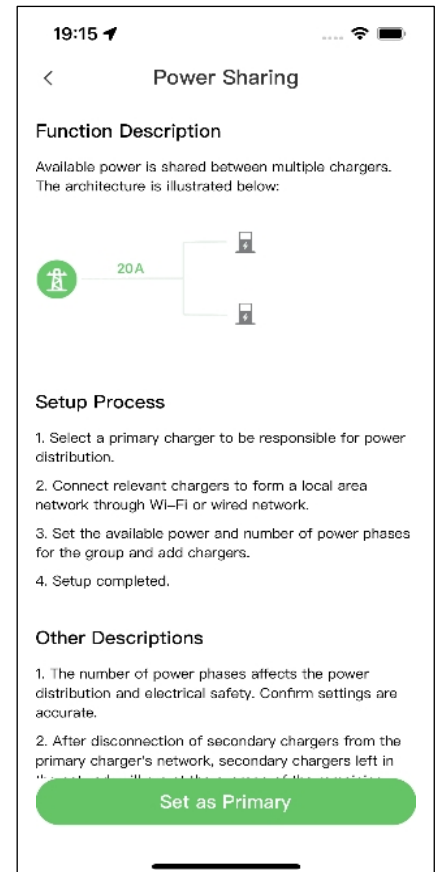 19:15
Power Sharing
Function Description
Available power is shared between multiple chargers.
The architecture is illustrated below:
20A
Setup Process
1. Select a primary charger to be responsible for power
distribution.
2. Connect relevant chargers to form a local area
network through Wi-Fi or wired network.
3. Set the available power and number of power phases
for the group and add chargers.
4. Setup completed.
Other Descriptions
1. The number of power phases affects the power
distribution and electrical safety. Confirm settings are
accurate.
2. After disconnection of secondary chargers from the
primary charger's network, secondary chargers left in
Set as Primary